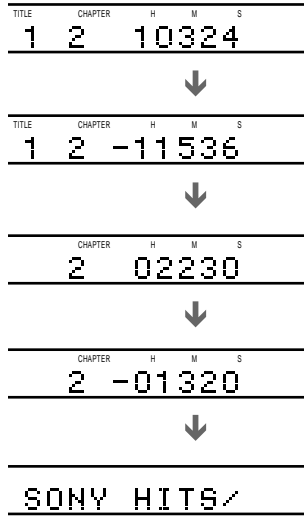 TITLE CHAPTER H M S
1 2 10324
TITLE CHAPTER H M S
1 2 -11536
CHAPTER H M S
2 02230
CHAPTER H M S
2 -01320
SONY HITS/